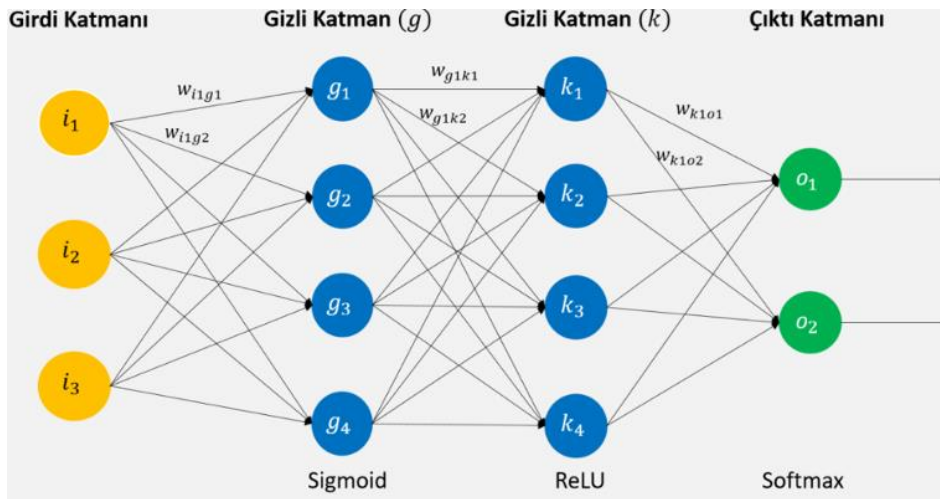 Girdi Katmanı
Gizli Katman (g)
Gizli Katman (k)
Çıktı Katmanı
w_{i1g1}
w_{i1g2}
w_{g1k1}
w_{g1k2}
w_{k1o1}
w_{k1o2}
i₁
i₂
i₃
g₁
g₂
g₃
g₄
k₁
k₂
k₃
k₄
o₁
o₂
Sigmoid
ReLU
Softmax